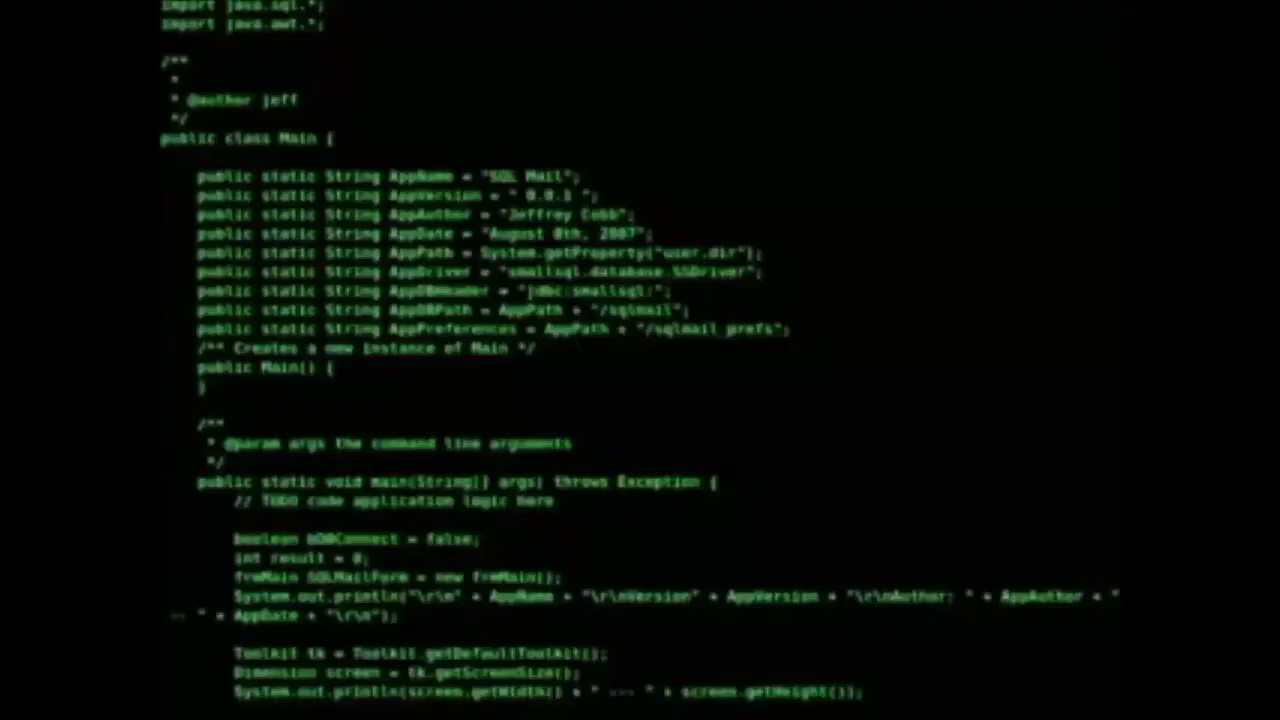 import java.sql.*;
import java.awt.*;
/**
*
* @author jeff
*/
public class Main {
public static String AppName = "SQL Mail";
public static String AppVersion = " 0.0.1 ";
public static String AppAuthor = "Jeffrey Cobb";
public static String AppDate = "August 8th, 2007";
public static String AppPath = System.getProperty("user.dir");
public static String AppDriver = "smallsql.database.SSDriver";
public static String AppDBHeader = "jdbc:smallsql:";
public static String AppDBPath = AppPath + "/sqlmail";
public static String AppPreferences = AppPath + "/sqlmail_prefs";
/** Creates a new instance of Main */
public Main() {
}
/**
* @param args the command line arguments
*/
public static void main(String[] args) throws Exception {
// TODO code application logic here
boolean bDBConnect = false;
int result = 0;
frmMain SQLMailForm = new frmMain();
System.out.println("\r\n" + AppName + "\r\nVersion" + AppVersion + "\r\nAuthor: " + AppAuthor + "
-- " + AppDate + "\r\n");
Toolkit tk = Toolkit.getDefaultToolkit();
Dimension screen = tk.getScreenSize();
System.out.println(screen.getWidth() + " --- " + screen.getHeight());